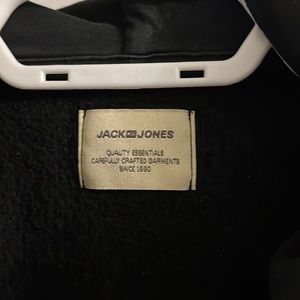 JACK JONES
QUALITY ESSENTIALS
CAREFULLY CRAFTED GARMENTS
SINCE 1990